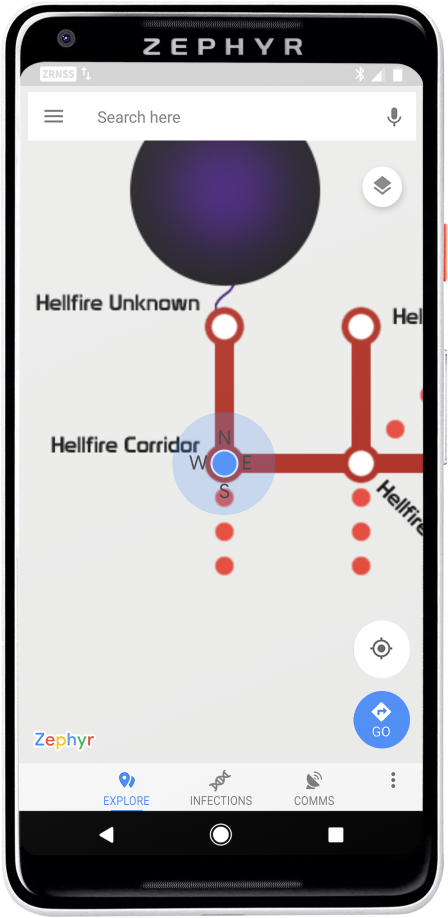 ZEPHYR
ZRNSS
Search here
Hellfire Unknown
Hel
Hellfire Corridor
N
W E
S
Hellfire
Zephyr
GO
EXPLORE INFECTIONS COMMS